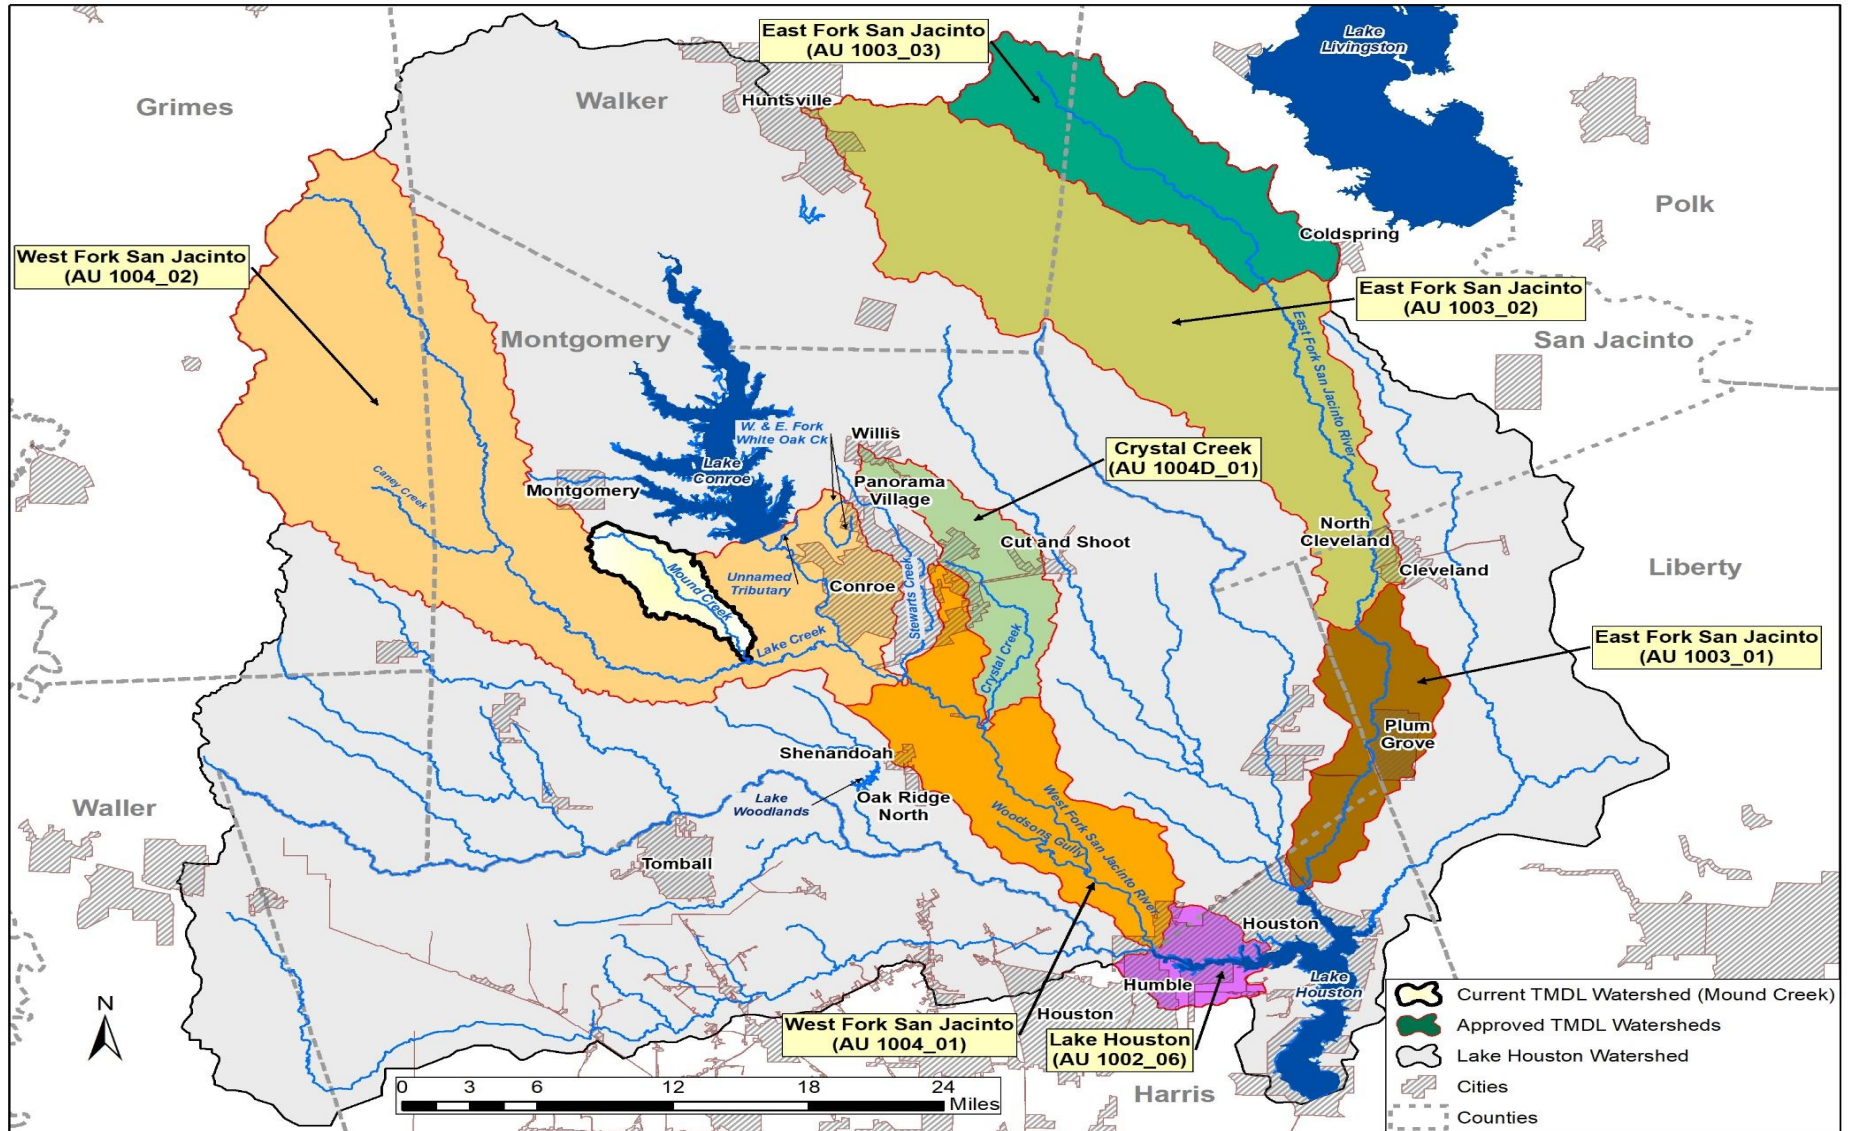 East Fork San Jacinto
(AU 1003_03)
Lake
Livingston
Grimes
Walker
Huntsville
Polk
Coldspring
West Fork San Jacinto
(AU 1004_02)
East Fork San Jacinto
(AU 1003_02)
Montgomery
San Jacinto
East Fork San Jacinto River
W. & E. Fork
White Oak Ck
Willis
Crystal Creek
(AU 1004D_01)
Lake
Conroe
Caney Creek
Montgomery
Panorama
Village
North
Cleveland
Cut and Shoot
Cleveland
Liberty
Mound Creek
Unnamed
Tributary
Conroe
Stewarts Creek
Lake Creek
Crystal Creek
East Fork San Jacinto
(AU 1003_01)
Plum
Grove
Shenandoah
Waller
Lake
Woodlands
Oak Ridge
North
West Fork San Jacinto River
Woodsons Gully
Tomball
Houston
Lake
Houston
Humble
Houston
N
West Fork San Jacinto
(AU 1004_01)
Lake Houston
(AU 1002_06)
Harris
0 3 6 12 18 24
Miles
Current TMDL Watershed (Mound Creek)
Approved TMDL Watersheds
Lake Houston Watershed
Cities
Counties